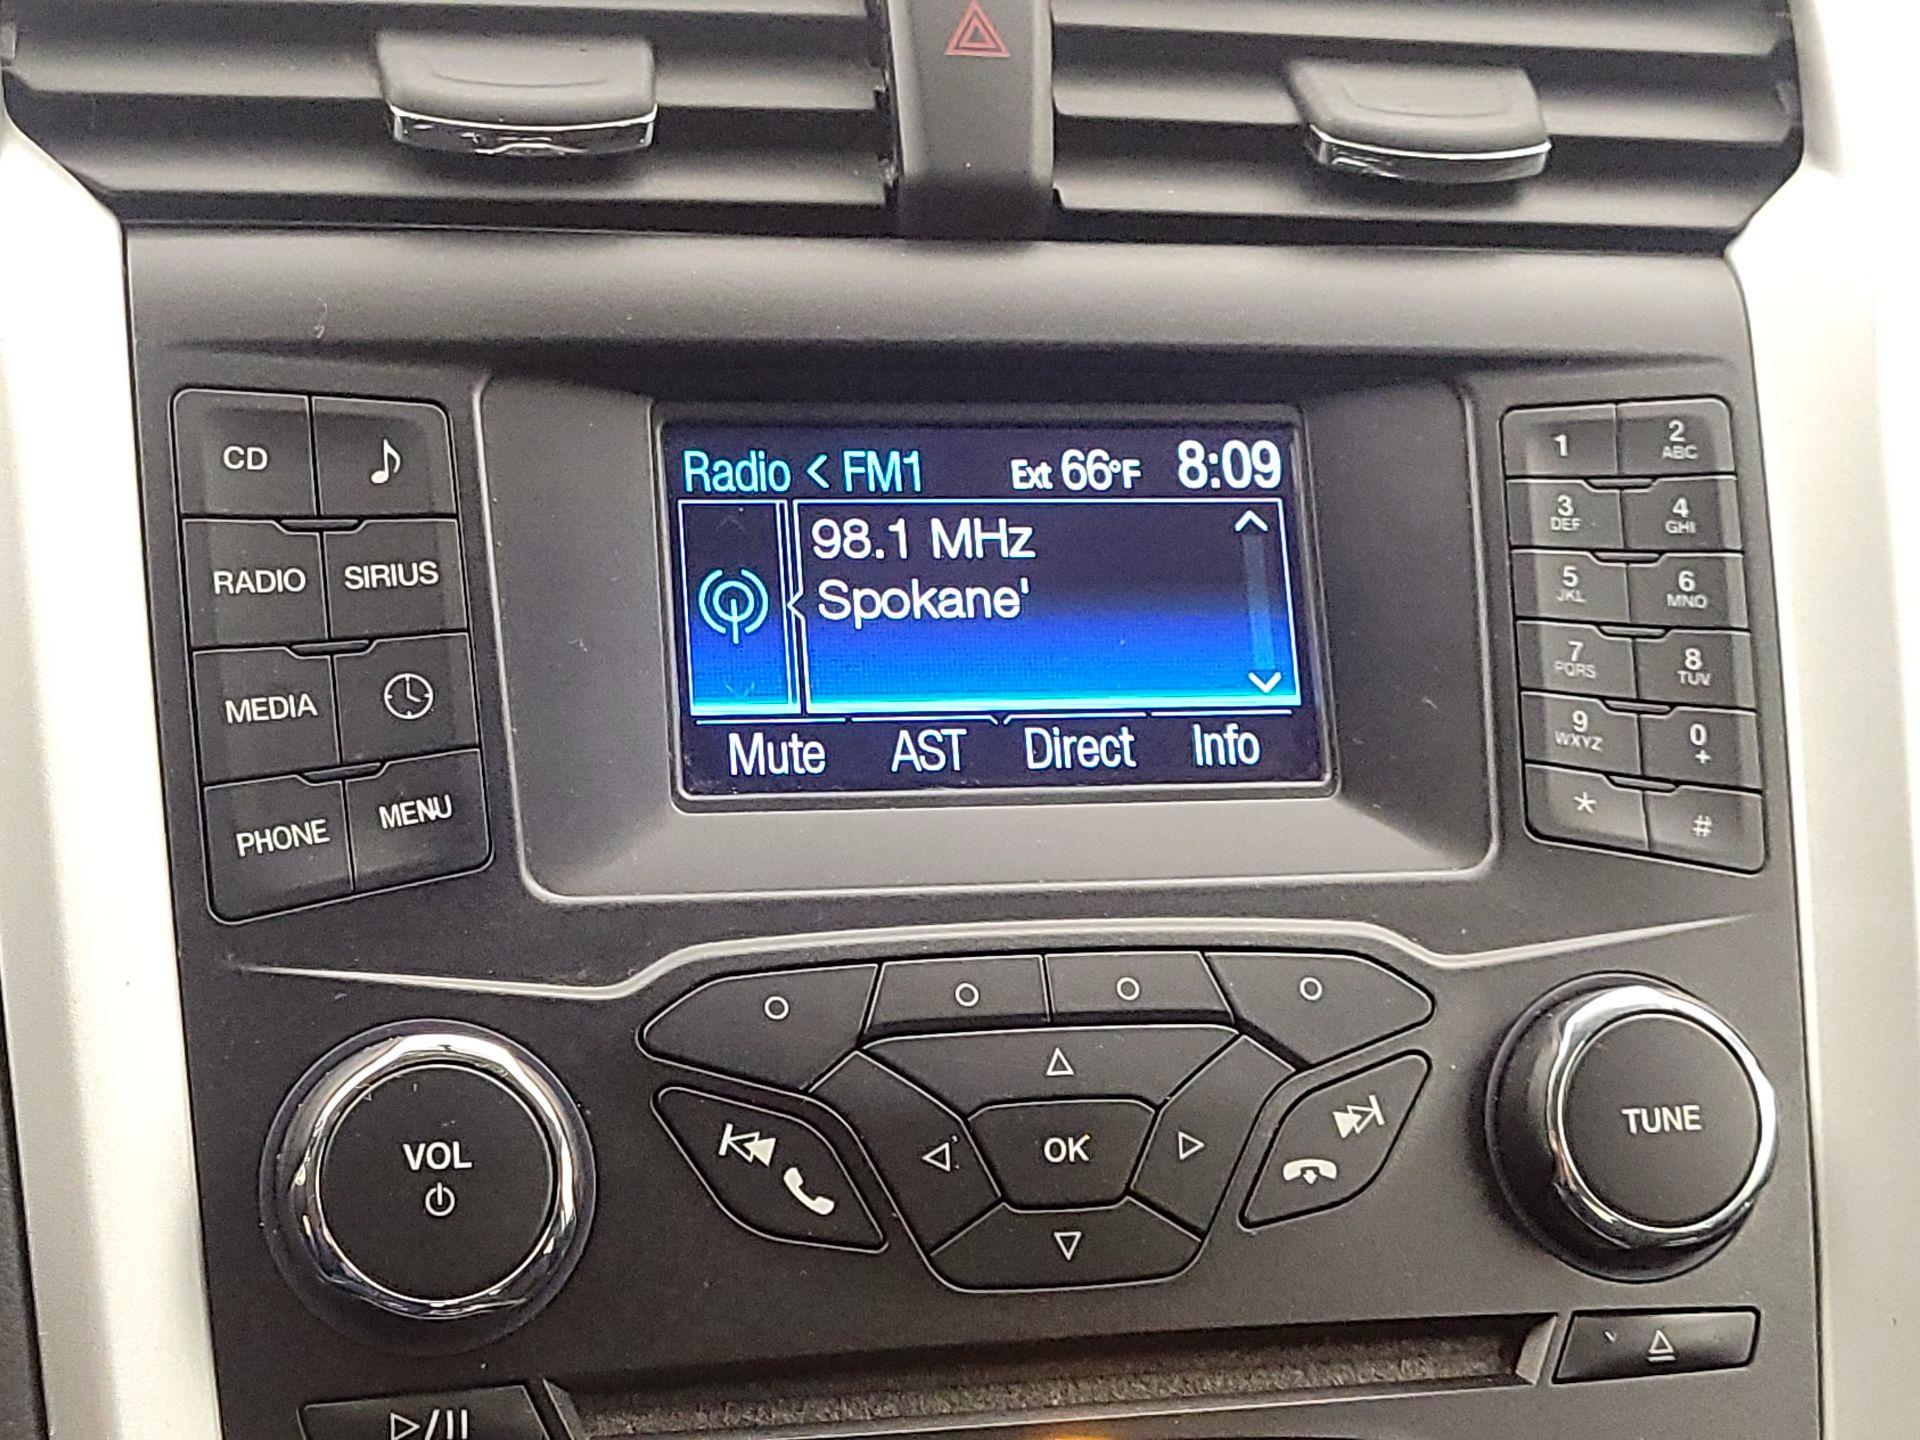 Radio < FM1 Ext 66°F 8:09
98.1 MHz
Spokane'
Mute AST Direct Info
CD
RADIO SIRIUS
MEDIA
PHONE MENU
1 2 ABC
3 DEF 4 GHI
5 JKL 6 MNO
7 PQRS 8 TUV
9 WXYZ 0 +
* #
VOL
OK
TUNE